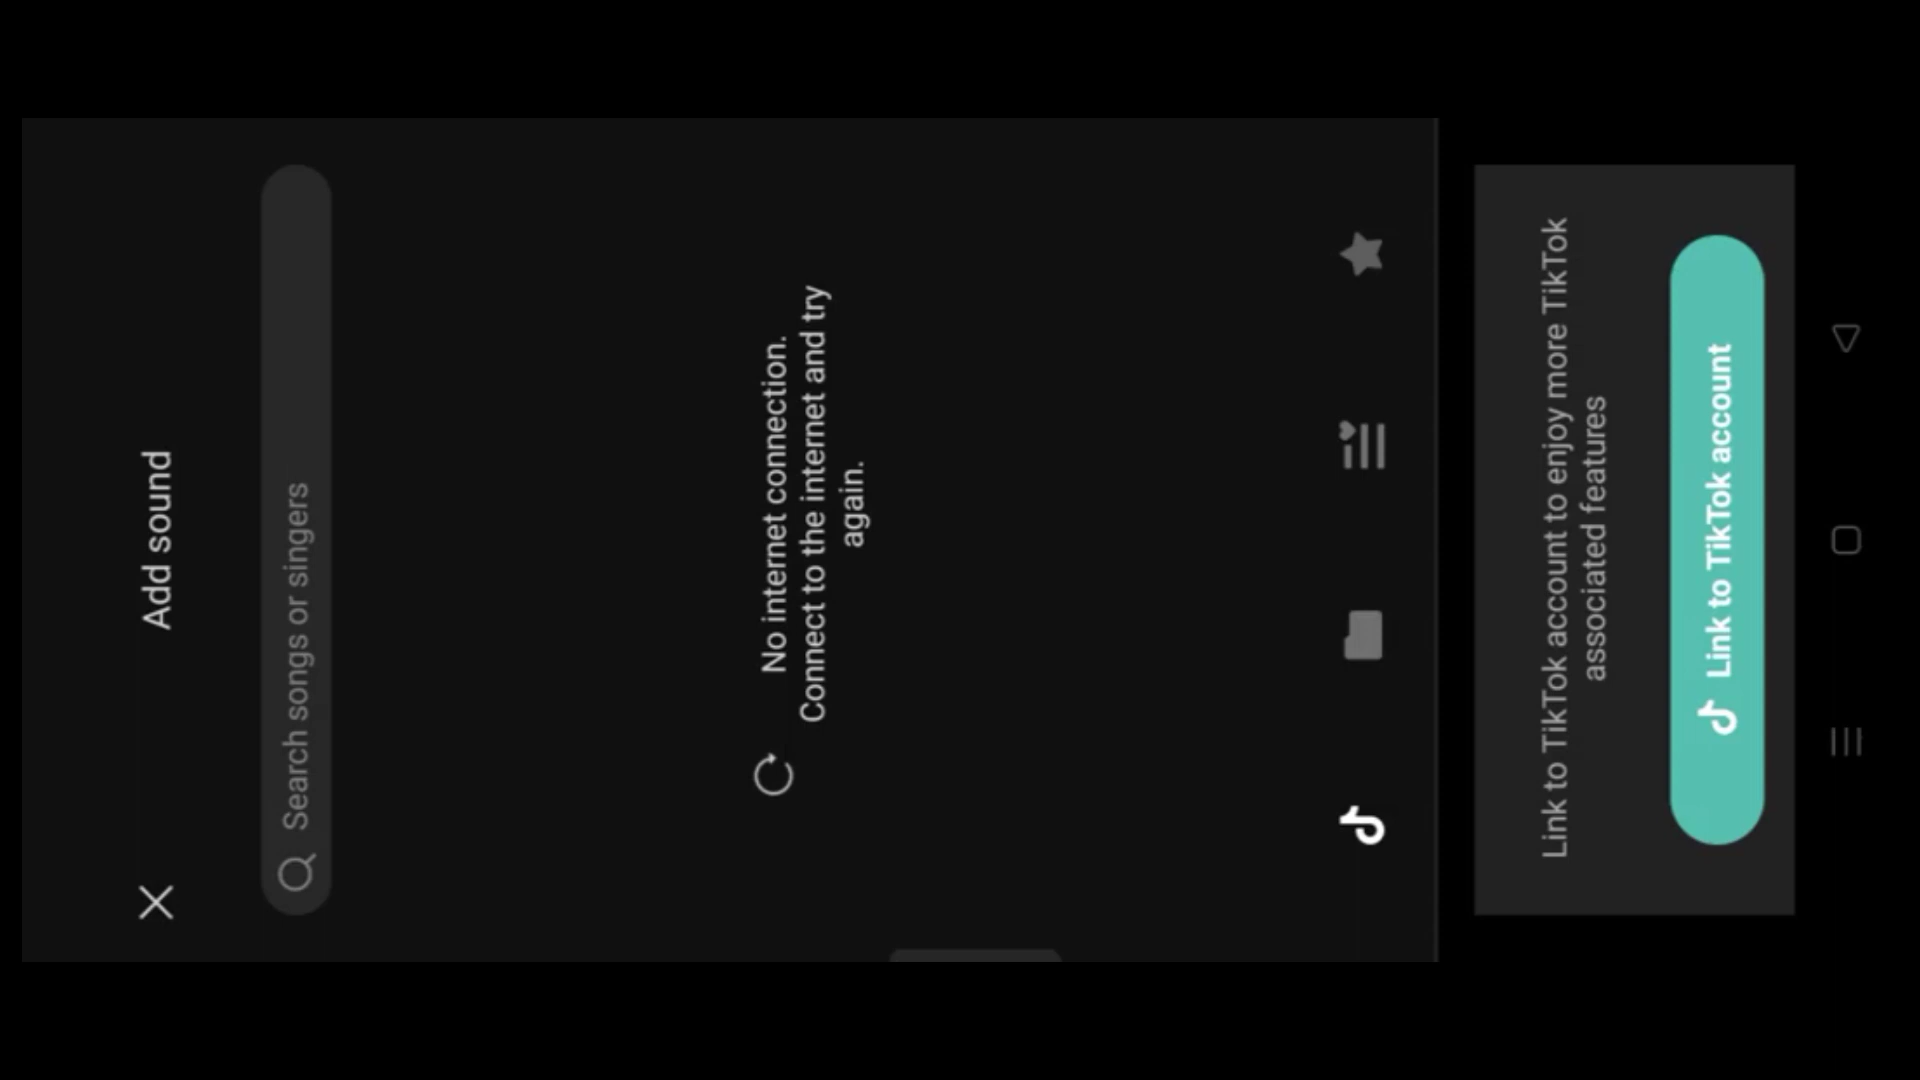 Add sound
Search songs or singers
No internet connection.
Connect to the internet and try
again.
Link to TikTok account to enjoy more TikTok
associated features
Link to TikTok account